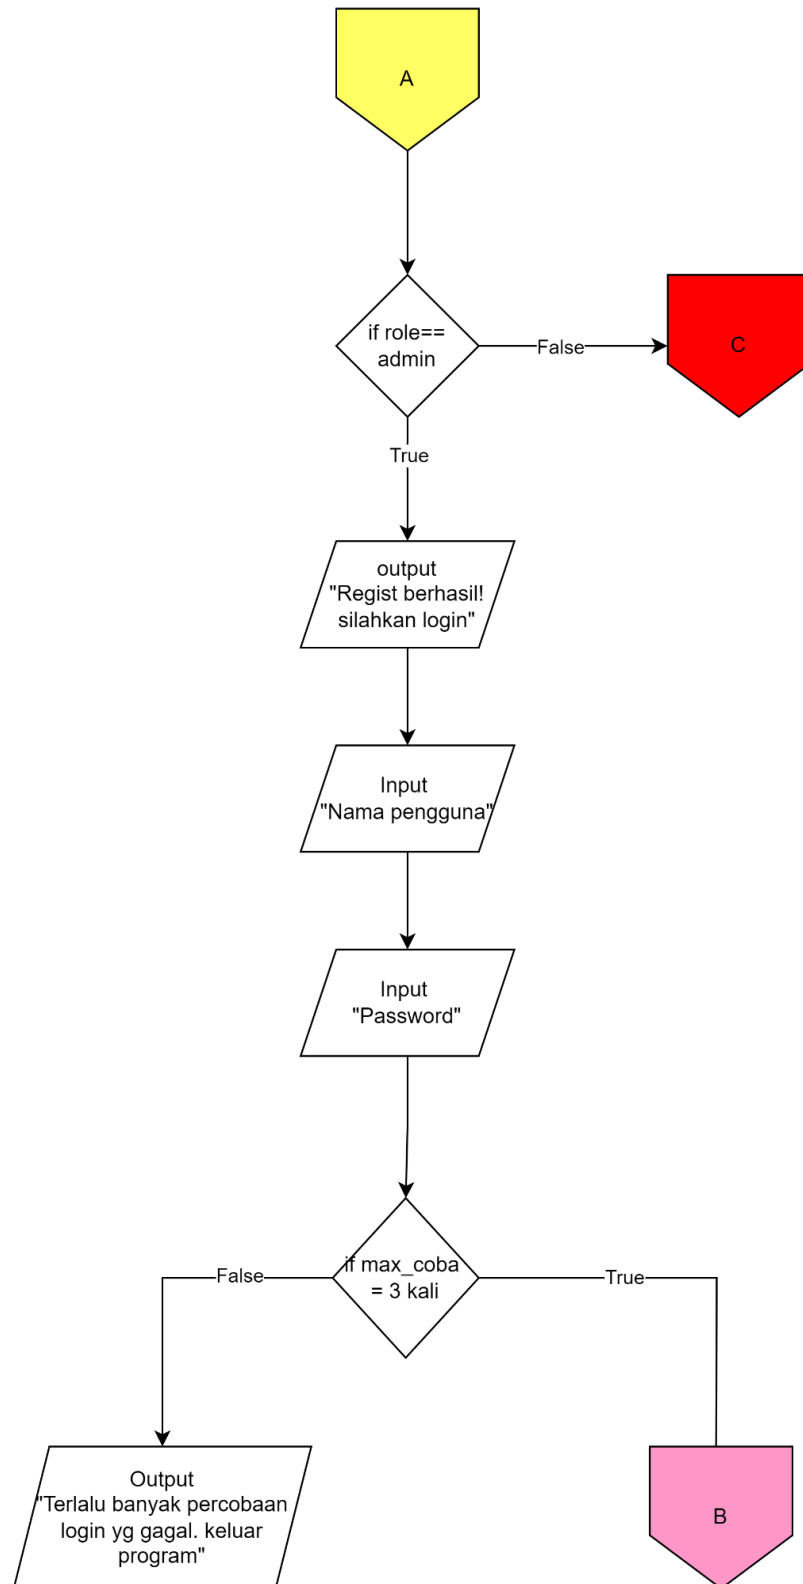 A
if role==
admin
False
C
True
output
"Regist berhasil!
silahkan login"
Input
"Nama pengguna"
Input
"Password"
if max_coba
= 3 kali
False
True
Output
"Terlalu banyak percobaan
login yg gagal. keluar
program"
B